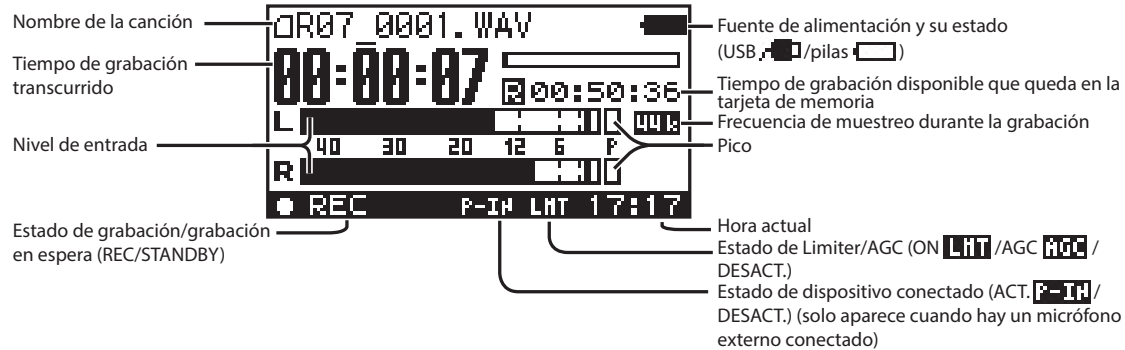 Nombre de la canción
Tiempo de grabación
transcurrido
Nivel de entrada
Estado de grabación/grabación
en espera (REC/STANDBY)
R07_0001.WAV
00:00:07
R 00:50:36
L
44k
40 30 20 12 6 P
R
REC P-IN LMT 17:17
Fuente de alimentación y su estado
(USB /pilas )
Tiempo de grabación disponible que queda en la
tarjeta de memoria
Frecuencia de muestreo durante la grabación
Pico
Hora actual
Estado de Limiter/AGC (ON LMT /AGC AGC /
DESACT.)
Estado de dispositivo conectado (ACT. P-IN /
DESACT.) (solo aparece cuando hay un micrófono
externo conectado)